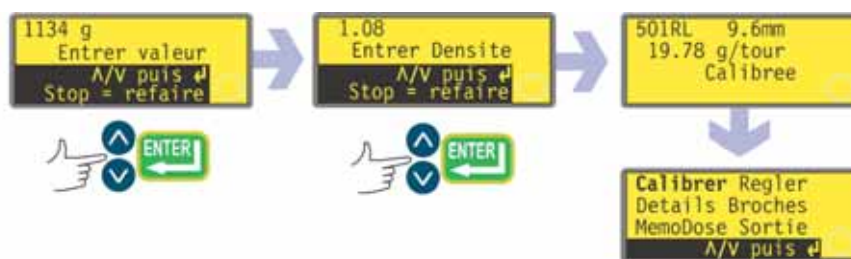 1134 g
Entrer valeur
Λ/V puis ↲
Stop = refaire
ENTER
1.08
Entrer Densite
Λ/V puis ↲
Stop = refaire
ENTER
501RL 9.6mm
19.78 g/tour
Calibree
Calibrer Regler
Details Broches
MemoDose Sortie
Λ/V puis ↲